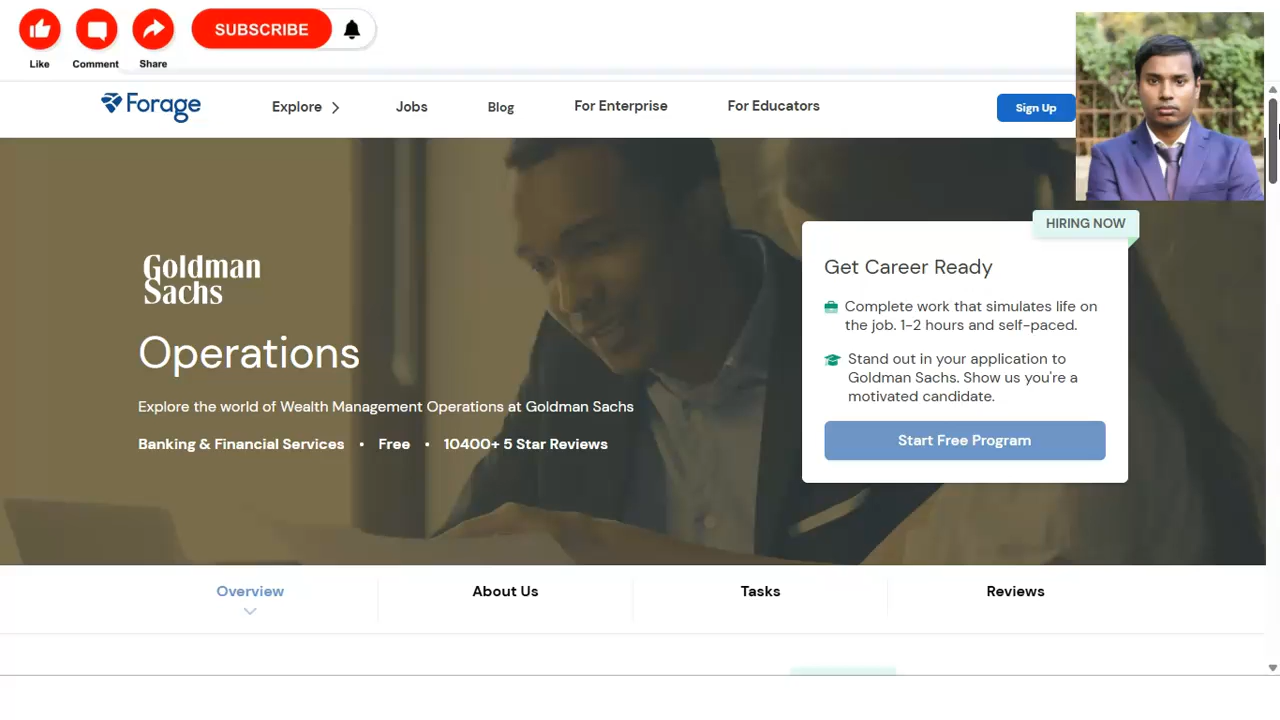 SUBSCRIBE
Like Comment Share
Forage Explore Jobs Blog For Enterprise For Educators Sign Up
HIRING NOW
Goldman
Sachs
Operations
Explore the world of Wealth Management Operations at Goldman Sachs
Banking & Financial Services • Free • 10400+ 5 Star Reviews
Get Career Ready
Complete work that simulates life on
the job. 1-2 hours and self-paced.
Stand out in your application to
Goldman Sachs. Show us you're a
motivated candidate.
Start Free Program
Overview About Us Tasks Reviews